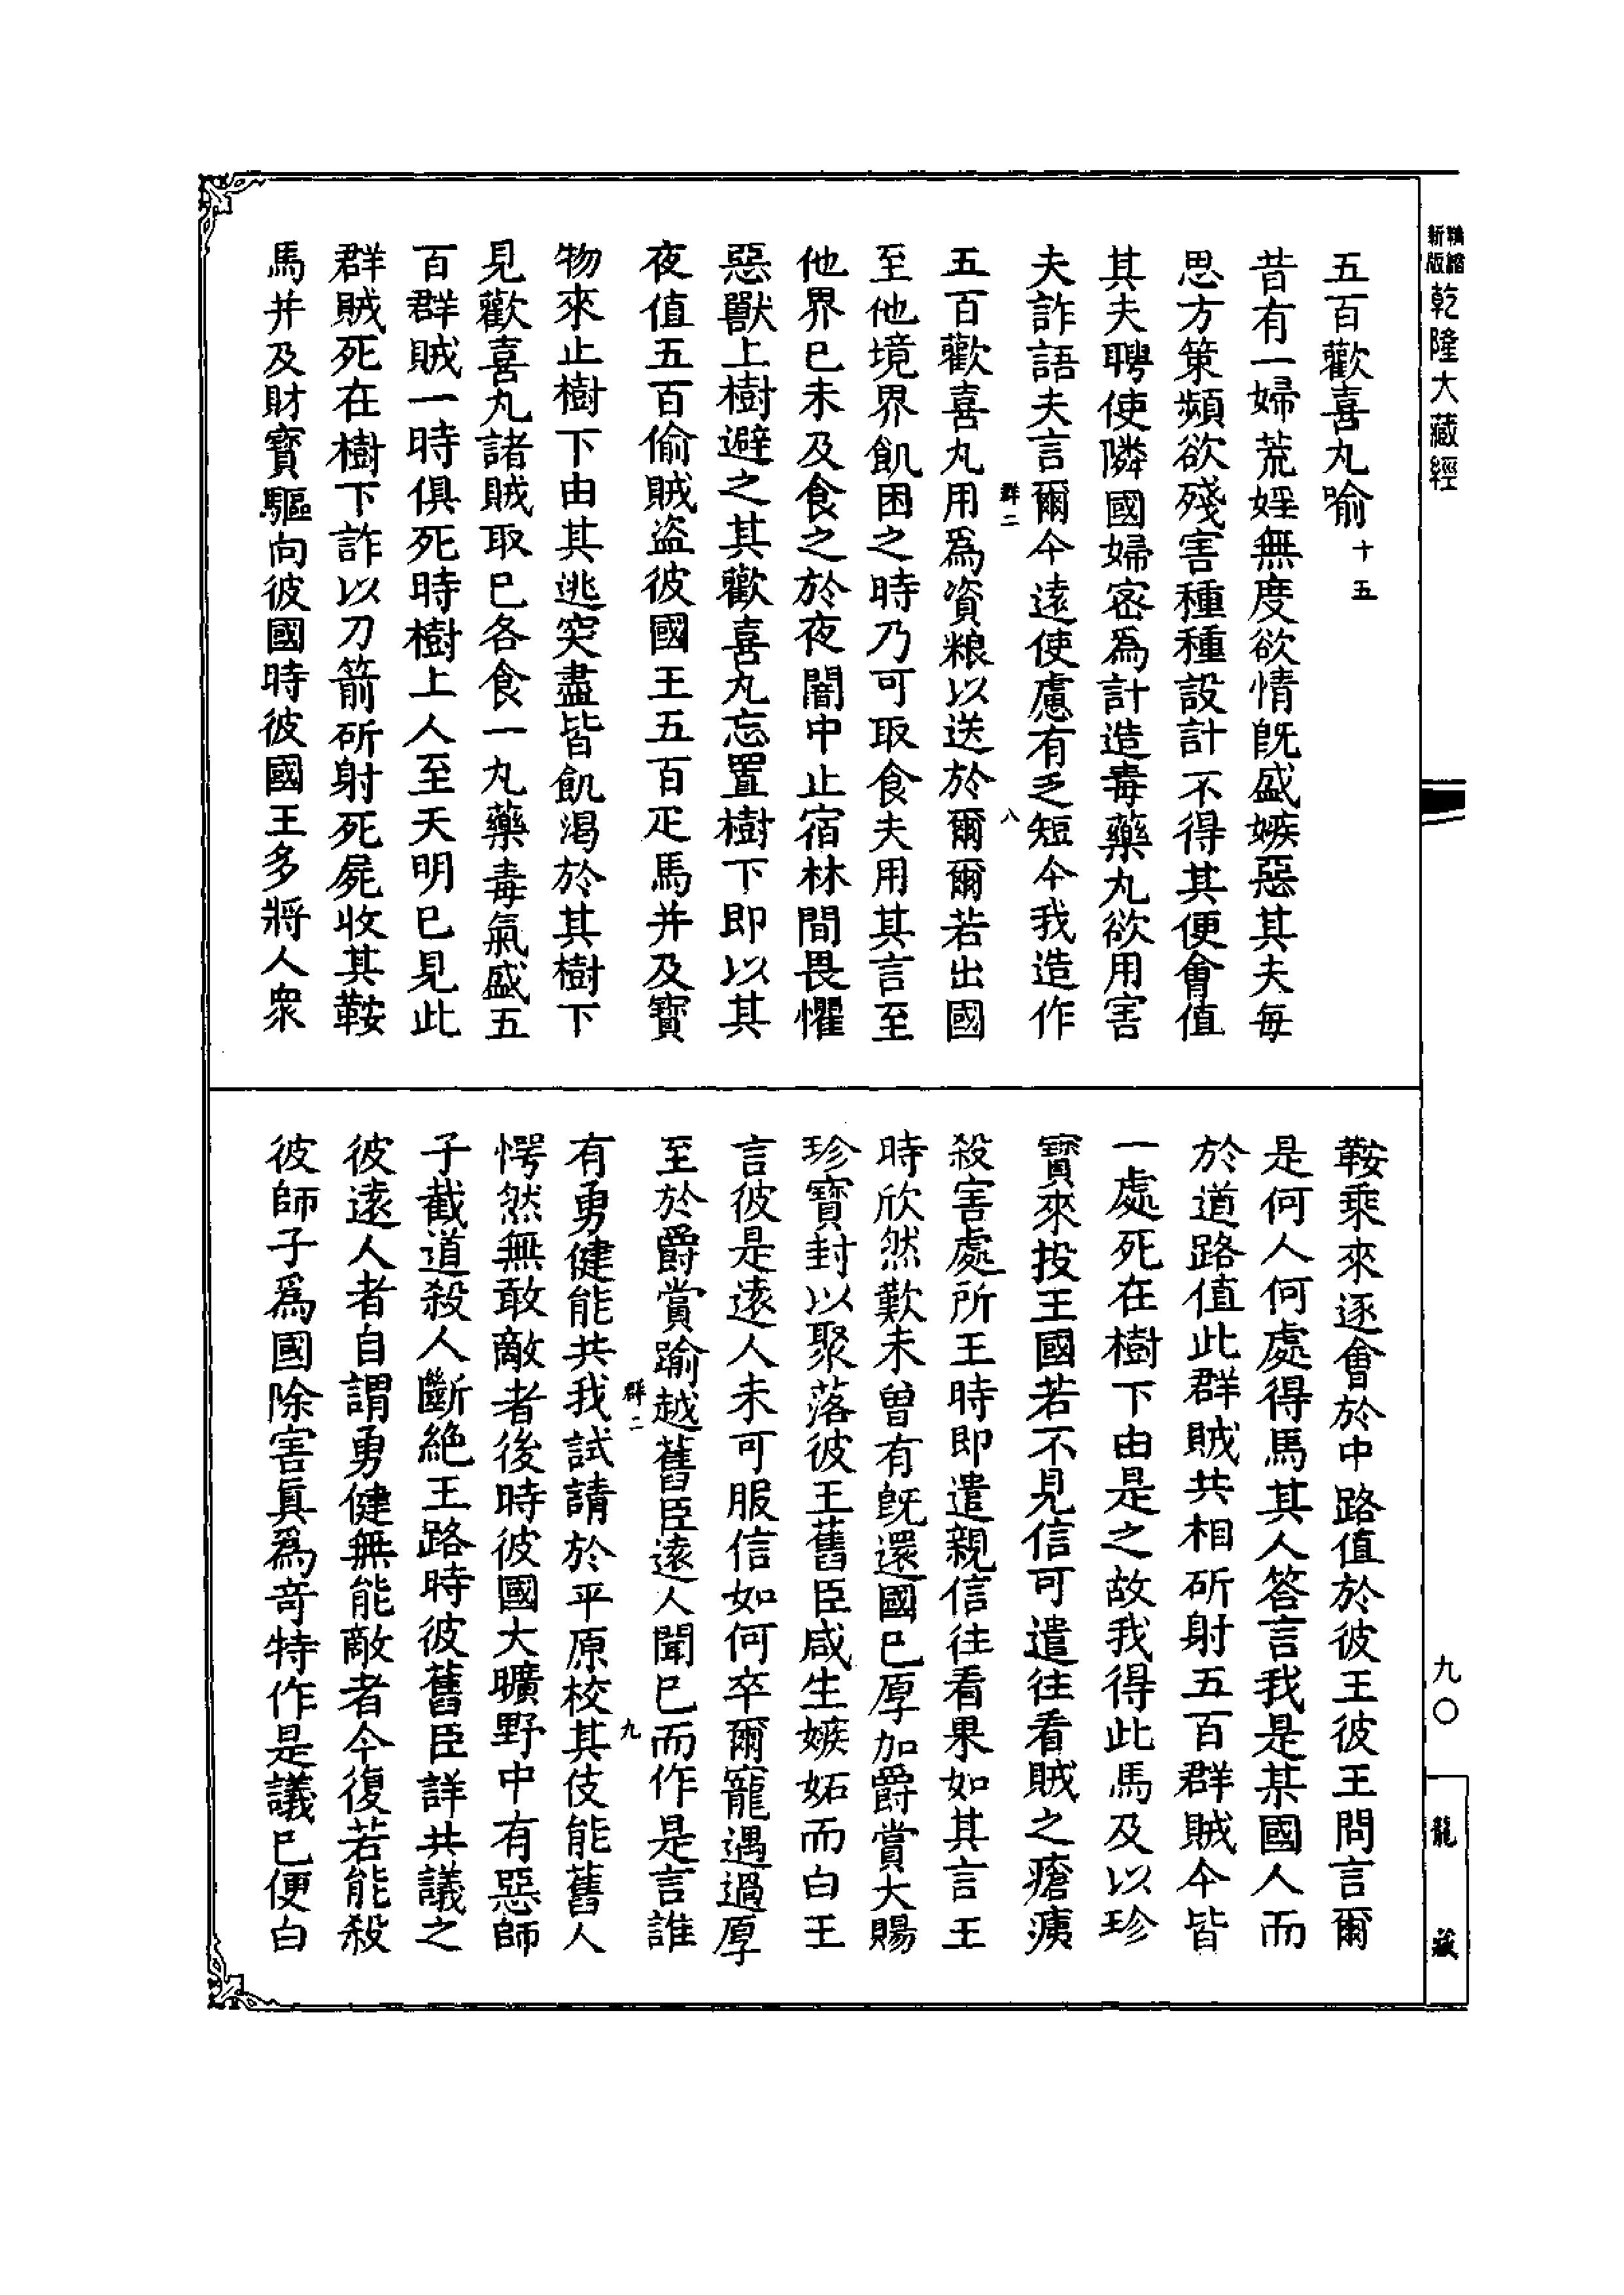 新版精縮
乾隆大藏經
五百歡喜丸喻十五
昔有一婦荒婬無度欲情既盛嫉惡其夫每
思方策頻欲殘害種種設計不得其便會值
其夫聘使隣國婦密爲計造毒藥丸欲用害
夫詐語夫言爾今遠使慮有乏短今我造作
群二
八
五百歡喜丸用爲資粮以送於爾爾若出國
至他境界飢困之時乃可取食夫用其言至
他界已未及食之於夜闇中止宿林間畏懼
惡獸上樹避之其歡喜丸忘置樹下即以其
夜值五百偷賊盜彼國王五百疋馬并及寶
物來止樹下由其逃突盡皆飢渴於其樹下
見歡喜丸諸賊取已各食一丸藥毒氣盛五
百群賊一時俱死時樹上人至天明已見此
群賊死在樹下詐以刀箭斫射死屍收其鞍
馬并及財寶驅向彼國時彼國王多將人衆
鞍乘來逐會於中路值於彼王彼王問言爾
是何人何處得馬其人答言我是某國人而
於道路值此群賊共相斫射五百群賊今皆
一處死在樹下由是之故我得此馬及以珍
寶來投王國若不見信可遣往看賊之瘡痍
殺害處所王時即遣親信往看果如其言王
時欣然歎未曾有既還國已厚加爵賞大賜
珍寶封以聚落彼王舊臣咸生嫉妬而白王
言彼是遠人未可服信如何卒爾寵遇過厚
至於爵賞踰越舊臣遠人聞已而作是言誰
群二
九
有勇健能共我試請於平原校其伎能舊人
愕然無敢敵者後時彼國大曠野中有惡師
子截道殺人斷絕王路時彼舊臣詳共議之
彼遠人者自謂勇健無能敵者今復若能殺
彼師子爲國除害眞爲奇特作是議已便白
九〇
龍藏